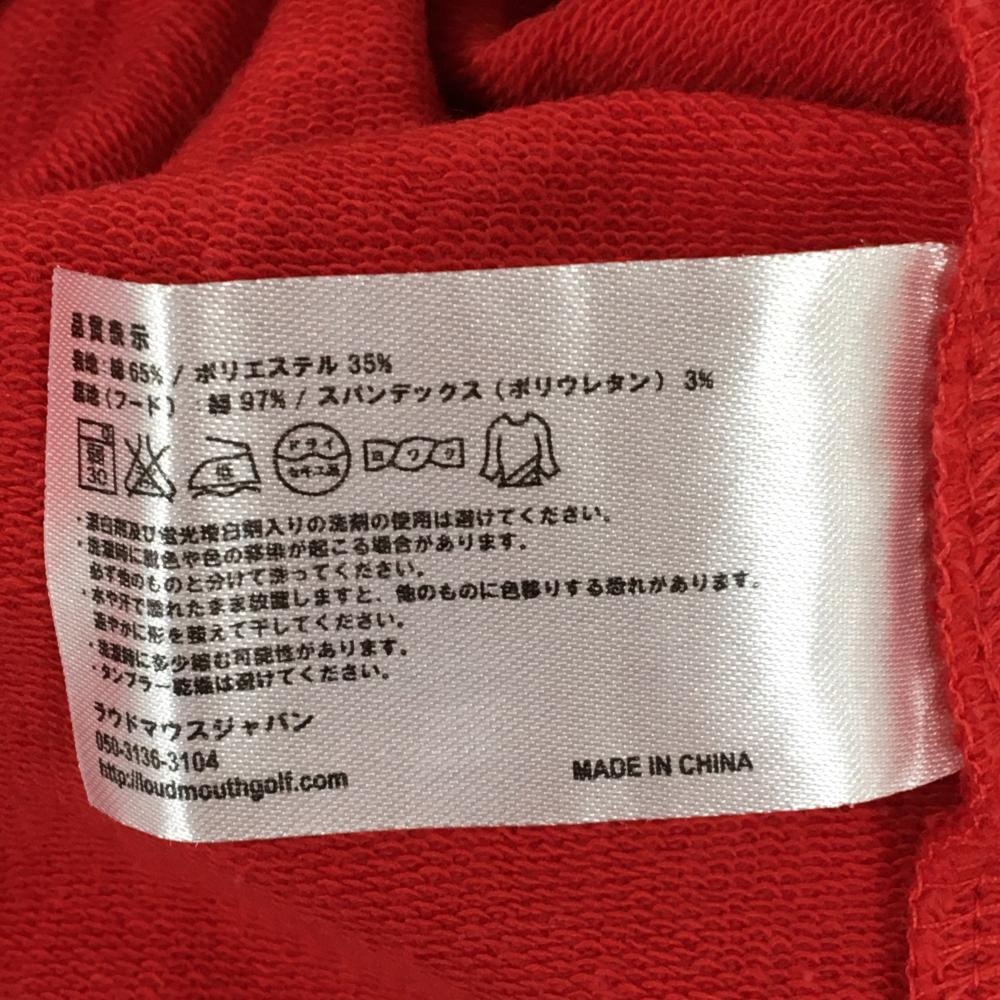 品質表示
表地:綿 65% / ポリエステル 35%
裏地(フード) 綿 97% / スパンデックス（ポリウレタン） 3%
弱 30 低 ドライ ヨワク
・漂白剤及び蛍光増白剤入りの洗剤の使用は避けてください。
・洗濯時に脱色や色の移染が起こる場合があります。
必ず他のものと分けて洗ってください。
・水や汗で濡れたまま放置しますと、他のものに色移りする恐れがあります。
速やかに形を整えて干してください。
・洗濯時に多少縮む可能性があります。
・タンブラー乾燥は避けてください。
ラウドマウスジャパン
050-3136-3104
http://loudmouthgolf.com
MADE IN CHINA